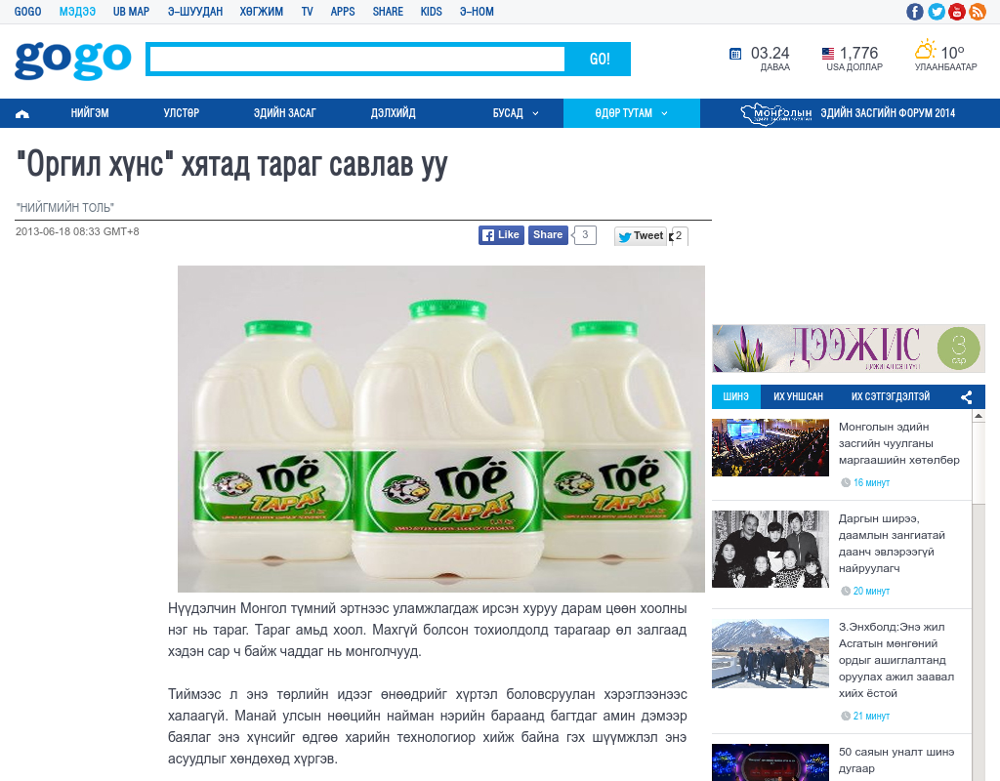 GOGO МЭДЭЭ UB MAP Э-ШУУДАН ХӨГЖИМ TV APPS SHARE KIDS Э-НОМ
gogo
GO!
03.24
ДАВАА
1,776
USA ДОЛЛАР
10º
УЛААНБААТАР
НИЙГЭМ УЛСТӨР ЭДИЙН ЗАСАГ ДЭЛХИЙД БУСАД ӨДӨР ТУТАМ МОНГОЛЫН ЭДИЙН ЗАСГИЙН ФОРУМ 2014
"Оргил хүнс" хятад тараг савлав уу
"НИЙГМИЙН ТОЛЬ"
2013-06-18 08:33 GMT+8
Like Share 3 Tweet 2
ГОЁ
ТАРАГ
ГОЁ
ТАРАГ
ГОЁ
ТАРАГ
Нүүдэлчин Монгол түмний эртнээс уламжлагдаж ирсэн хуруу дарам цөөн хоолны
нэг нь тараг. Тараг амьд хоол. Махгүй болсон тохиолдолд тарагаар өл залгаад
хэдэн сар ч байж чаддаг нь монголчууд.
Тиймээс л энэ төрлийн идээг өнөөдрийг хүртэл боловсруулан хэрэглээнээс
халаагүй. Манай улсын нөөцийн найман нэрийн бараанд багтдаг амин дэмээр
баялаг энэ хүнсийг өдгөө харийн технологиор хийж байна гэх шүүмжлэл энэ
асуудлыг хөндөхөд хүргэв.
ДЭЭЖИС
3
сар
ШИНЭ ИХ УНШСАН ИХ СЭТГЭГДЭЛТЭЙ
Монголын эдийн
засгийн чуулганы
маргаашийн хөтөлбөр
16 минут
Даргын ширээ,
даамлын зангиатай
даанч эвлэрээгүй
найруулагч
20 минут
З.Энхболд:Энэ жил
Асгатын мөнгөний
ордыг ашиглалтанд
оруулах ажил заавал
хийх ёстой
21 минут
50 саяын уналт шинэ
дугаар